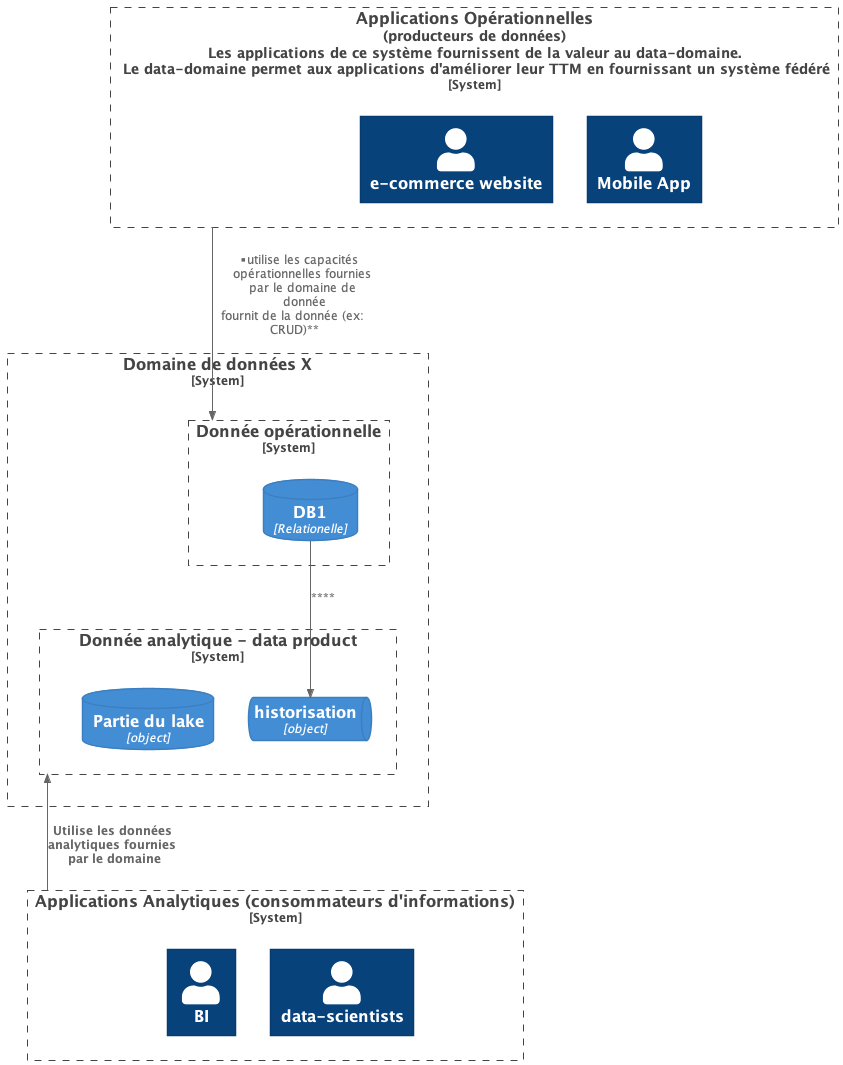 Applications Opérationnelles
(producteurs de données)
Les applications de ce système fournissent de la valeur au data-domaine.
Le data-domaine permet aux applications d'améliorer leur TTM en fournissant un système fédéré
[System]
e-commerce website
Mobile App
▪utilise les capacités
opérationnelles fournies
par le domaine de
donnée
fournit de la donnée (ex:
CRUD)**
Domaine de données X
[System]
Donnée opérationnelle
[System]
DB1
[Relationelle]
****
Donnée analytique - data product
[System]
Partie du lake
[object]
historisation
[object]
Utilise les données
analytiques fournies
par le domaine
Applications Analytiques (consommateurs d'informations)
[System]
BI
data-scientists